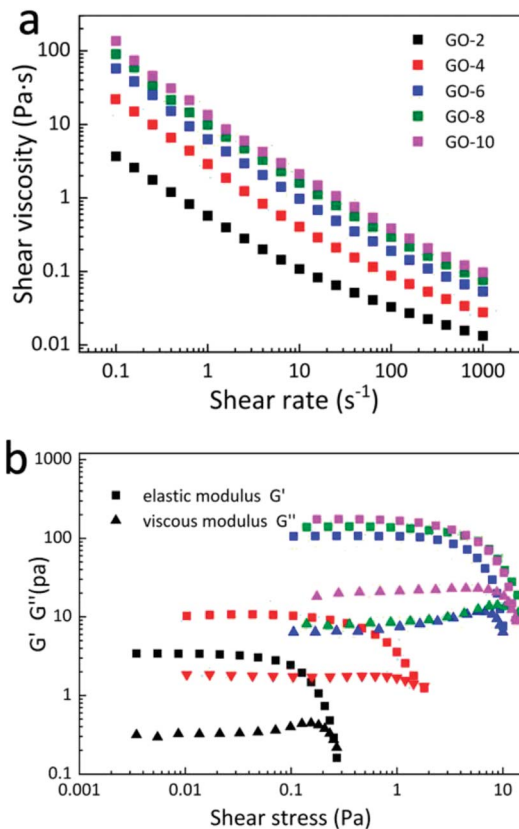 a
Shear viscosity (Pa·s)
100
10
1
0.1
0.01
GO-2
GO-4
GO-6
GO-8
GO-10
0.1 1 10 100 1000
Shear rate (s⁻¹)
b
G' G''(pa)
1000
100
10
1
0.1
elastic modulus G'
viscous modulus G''
0.001 0.01 0.1 1 10
Shear stress (Pa)